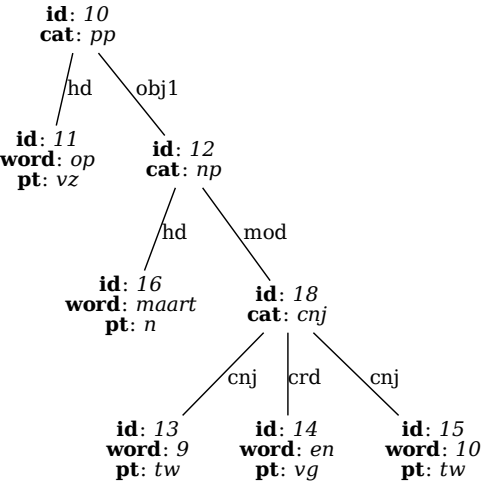 id: 10
cat: pp
hd
obj1
id: 11
word: op
pt: vz
id: 12
cat: np
hd
mod
id: 16
word: maart
pt: n
id: 18
cat: cnj
cnj
crd
cnj
id: 13
word: 9
pt: tw
id: 14
word: en
pt: vg
id: 15
word: 10
pt: tw